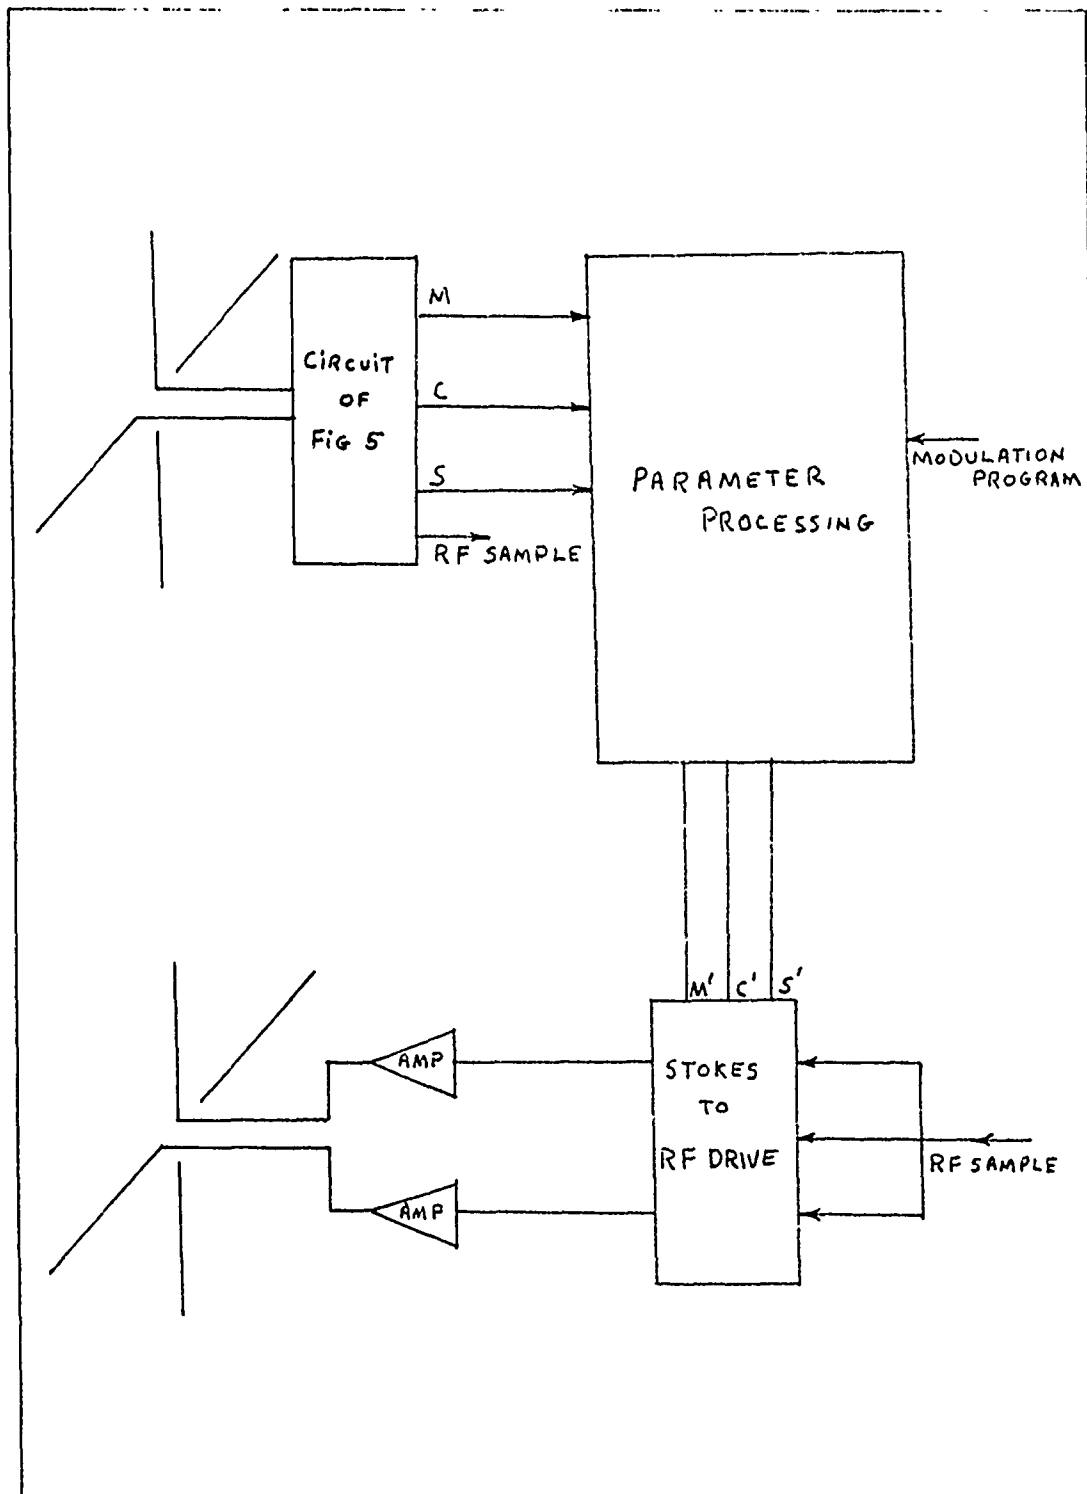 M
CiRCUiT
OF
FiG 5
C
S
RF SAMPLE
PARAMETER
PROCESSING
MODULATION
PROGRAM
M' C' S'
AMP
STOKES
TO
RF DRIVE
RF SAMPLE
AMP